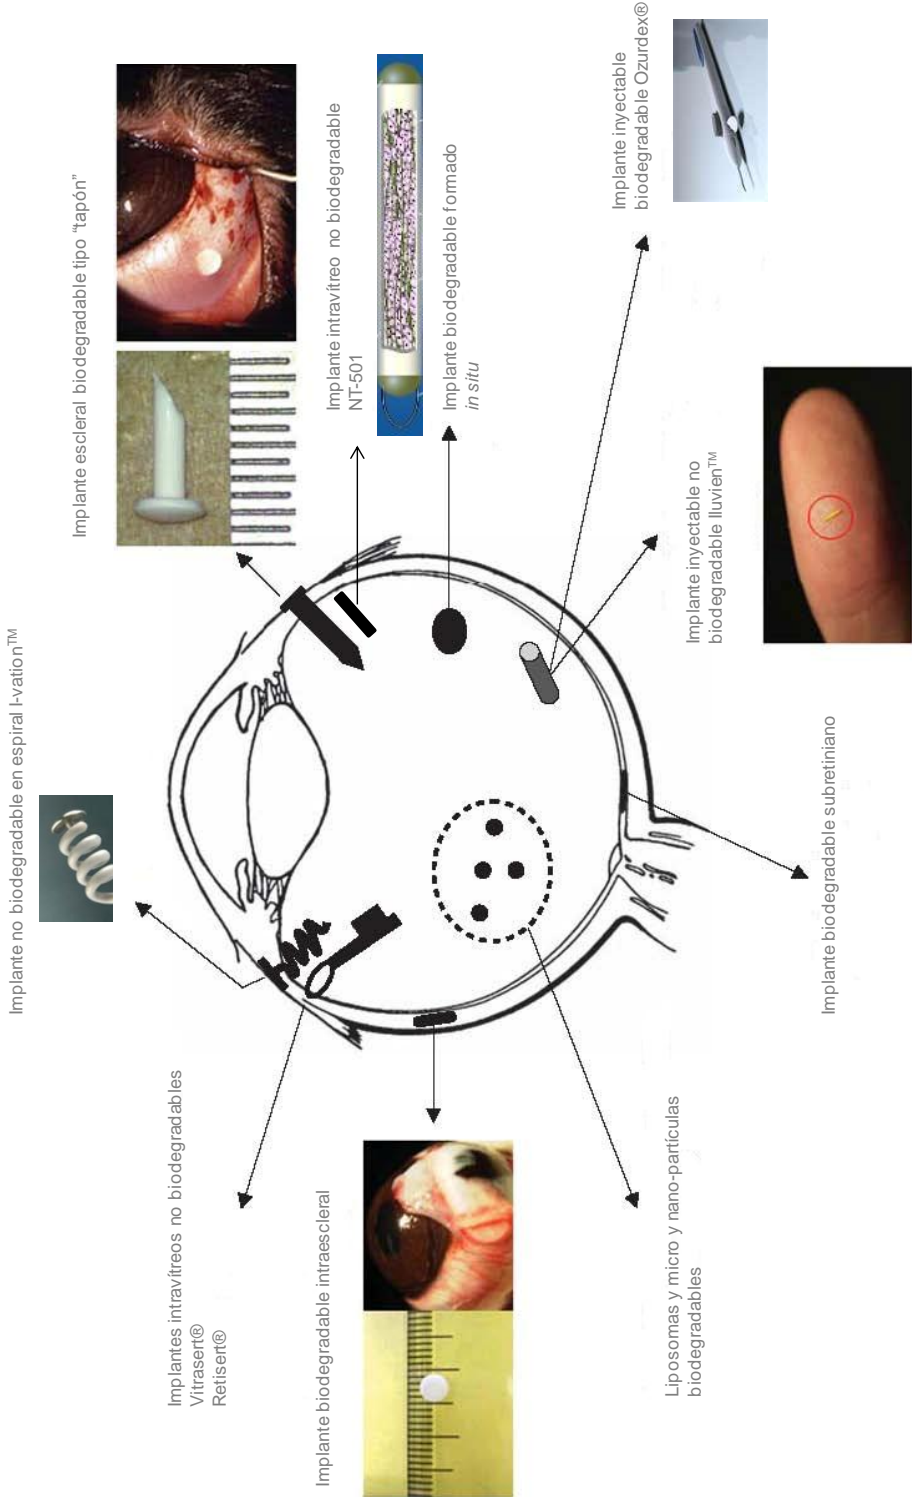 Implante no biodegradable en espiral I-vation™
Implantes intravítreos no biodegradables
Vitrasert®
Retisert®
Implante escleral biodegradable tipo “tapón”
Implante intravítreo no biodegradable
NT-501
Implante biodegradable formado
in situ
Implante inyectable
biodegradable Ozurdex®
Implante inyectable no
biodegradable Iluvien™
Implante biodegradable subretiniano
Liposomas y micro y nano-partículas
biodegradables
Implante biodegradable intraescleral